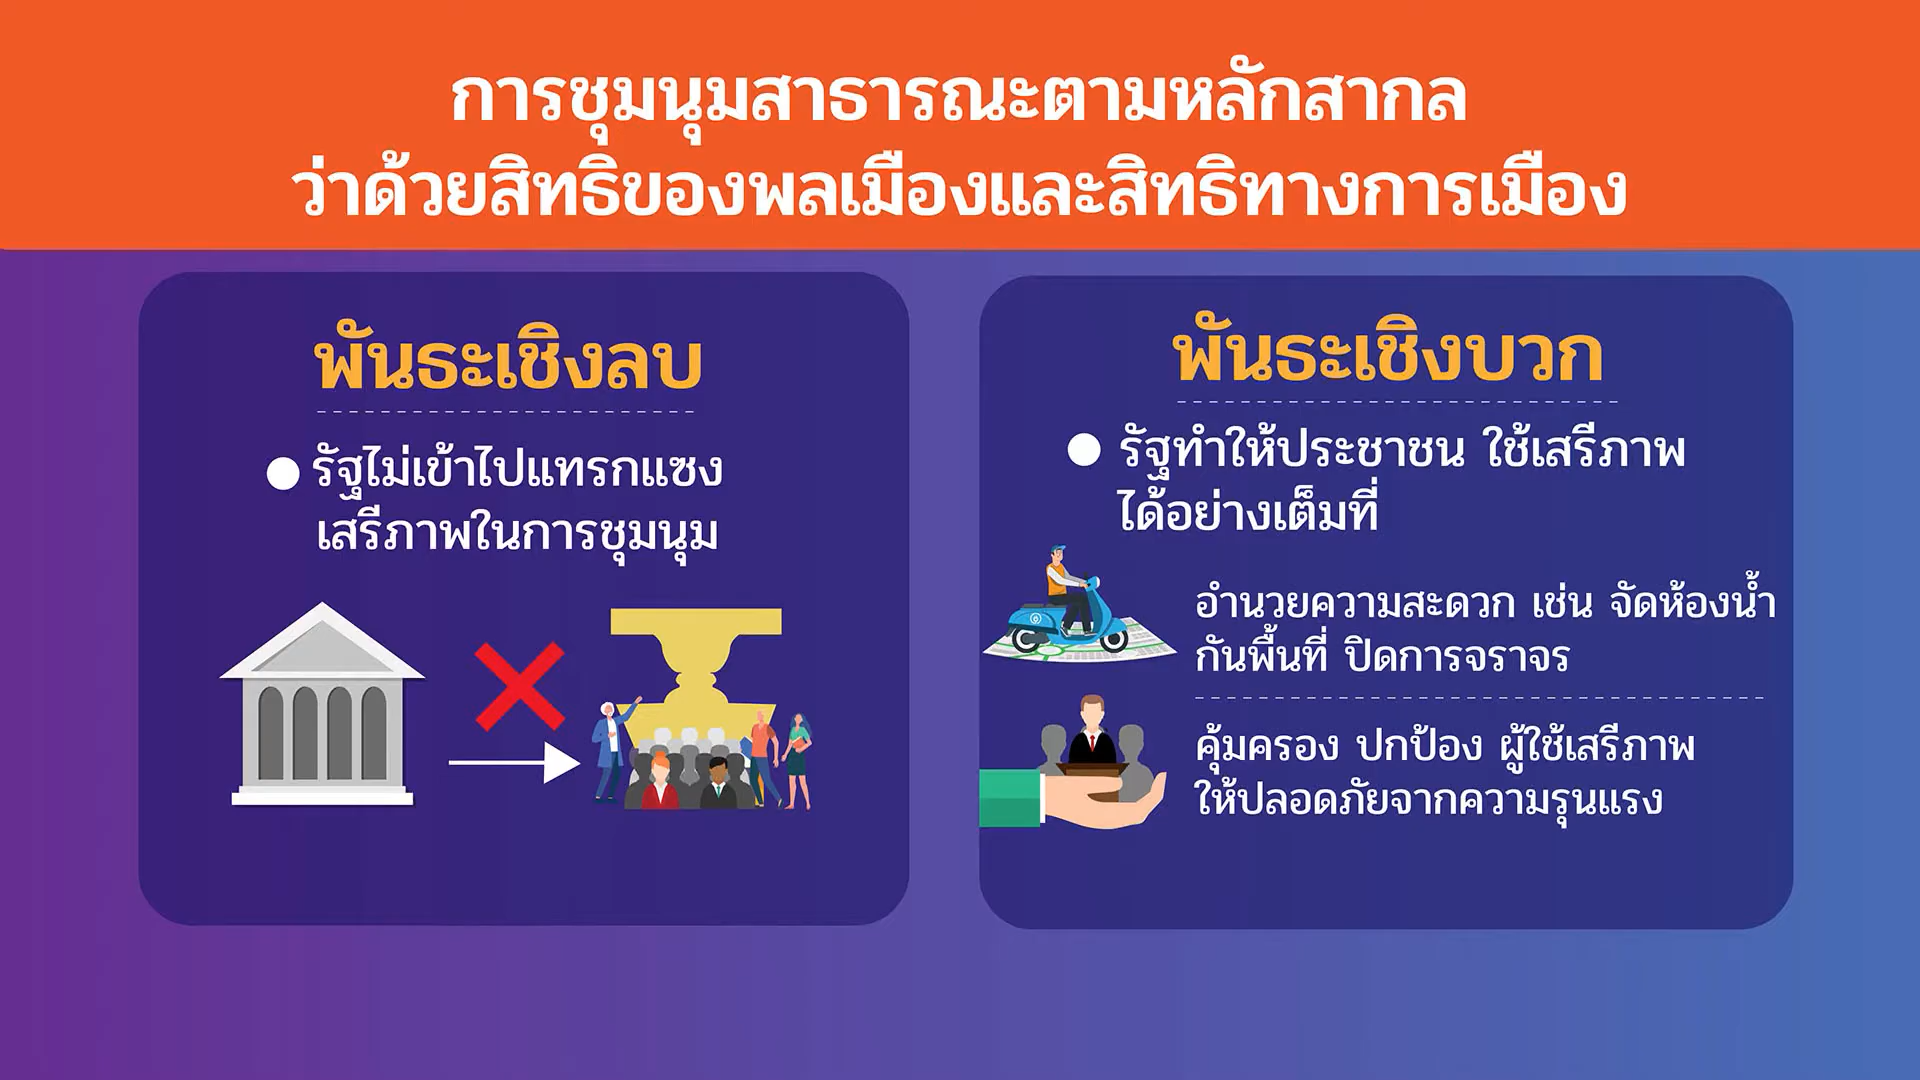 การชุมนุมสาธารณะตามหลักสากล
ว่าด้วยสิทธิของพลเมืองและสิทธิทางการเมือง
พันธะเชิงลบ
รัฐไม่เข้าไปแทรกแซง
เสรีภาพในการชุมนุม
พันธะเชิงบวก
รัฐทำให้ประชาชน ใช้เสรีภาพ
ได้อย่างเต็มที่
อำนวยความสะดวก เช่น จัดห้องน้ำ
กันพื้นที่ ปิดการจราจร
คุ้มครอง ปกป้อง ผู้ใช้เสรีภาพ
ให้ปลอดภัยจากความรุนแรง